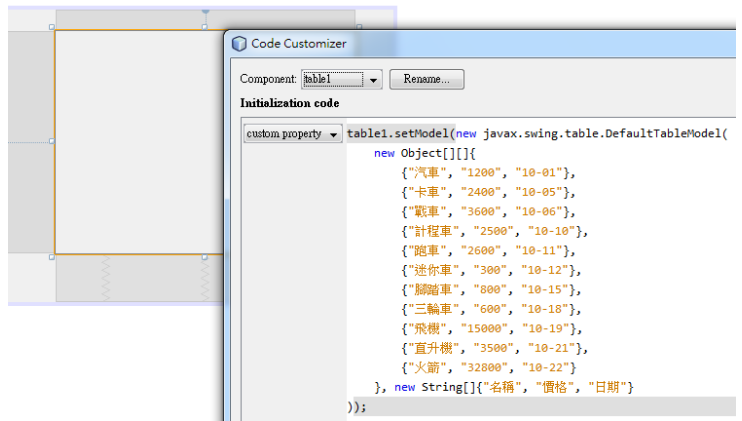 Code Customizer
Component: table1 Rename...
Initialization code
custom property table1.setModel(new javax.swing.table.DefaultTableModel(
new Object[][]{
{"汽車", "1200", "10-01"},
{"卡車", "2400", "10-05"},
{"戰車", "3600", "10-06"},
{"計程車", "2500", "10-10"},
{"跑車", "2600", "10-11"},
{"迷你車", "300", "10-12"},
{"腳踏車", "800", "10-15"},
{"三輪車", "600", "10-18"},
{"飛機", "15000", "10-19"},
{"直升機", "3500", "10-21"},
{"火箭", "32800", "10-22"}
}, new String[]{"名稱", "價格", "日期"}
));